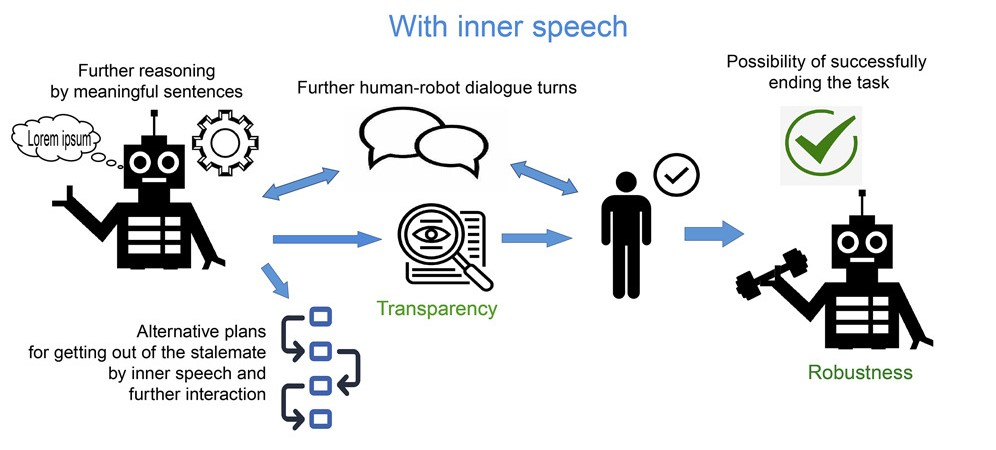 With inner speech
Further reasoning
by meaningful sentences
Lorem ipsum
Further human-robot dialogue turns
Possibility of successfully
ending the task
Transparency
Alternative plans
for getting out of the stalemate
by inner speech and
further interaction
Robustness